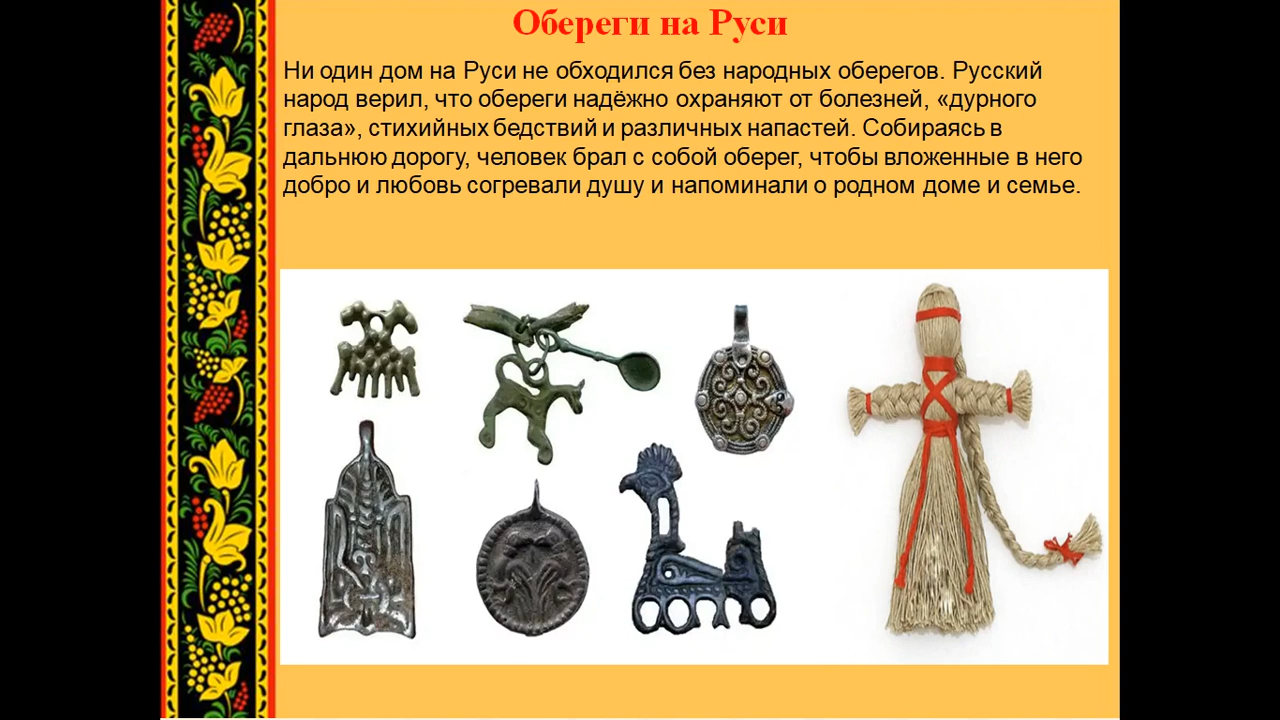 Обереги на Руси
Ни один дом на Руси не обходился без народных оберегов. Русский
народ верил, что обереги надёжно охраняют от болезней, «дурного
глаза», стихийных бедствий и различных напастей. Собираясь в
дальнюю дорогу, человек брал с собой оберег, чтобы вложенные в него
добро и любовь согревали душу и напоминали о родном доме и семье.